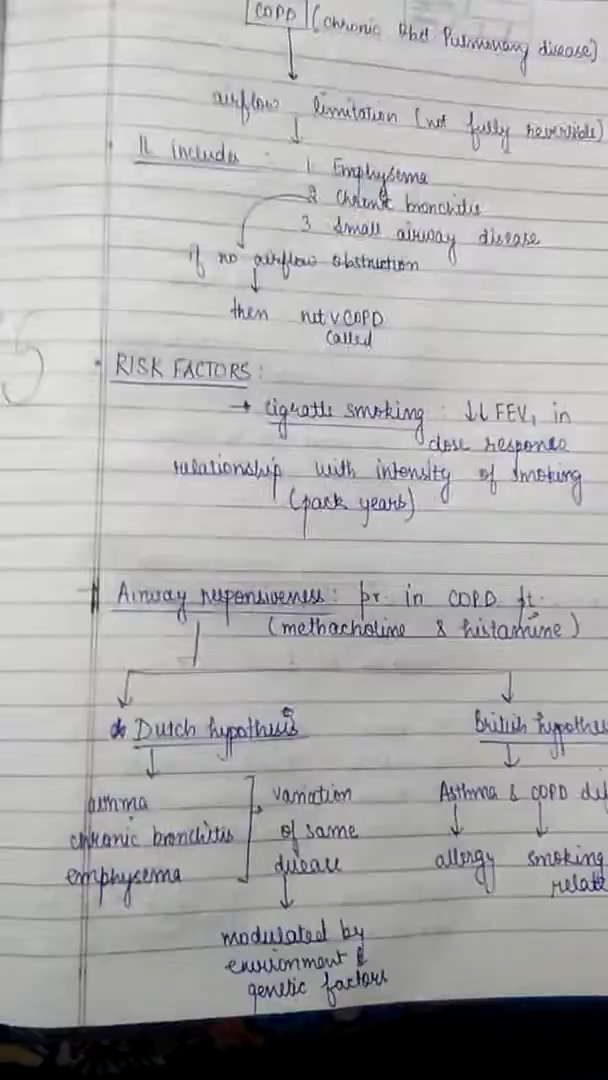 COPD (Chronic Obst Pulmonary disease)
airflow limitation (not fully reversible)
It includes : 1 Emphysema
2 Chronic bronchitis
3 Small airway disease
if no airflow obstruction
then not v COPD
called
RISK FACTORS :
→ Cigratte smoking : ↓↓ FEV₁ in
dose response
relationship with intensity of smoking
(pack years)
Airway responsiveness : pr. in COPD pt.
(methacholine & histamine)
Dutch hypothesis
British hypothe
asthma
chronic bronchitis
emphysema
variation
of same
disease
Asthma & COPD di
allergy smoking
relate
modulated by
environment &
genetic factors